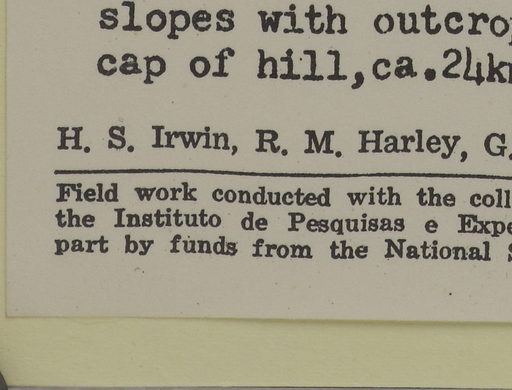 slopes with outcro
cap of hill,ca.24k
H. S. Irwin, R. M. Harley, G.
Field work conducted with the coll
the Instituto de Pesquisas e Expe
part by funds from the National S